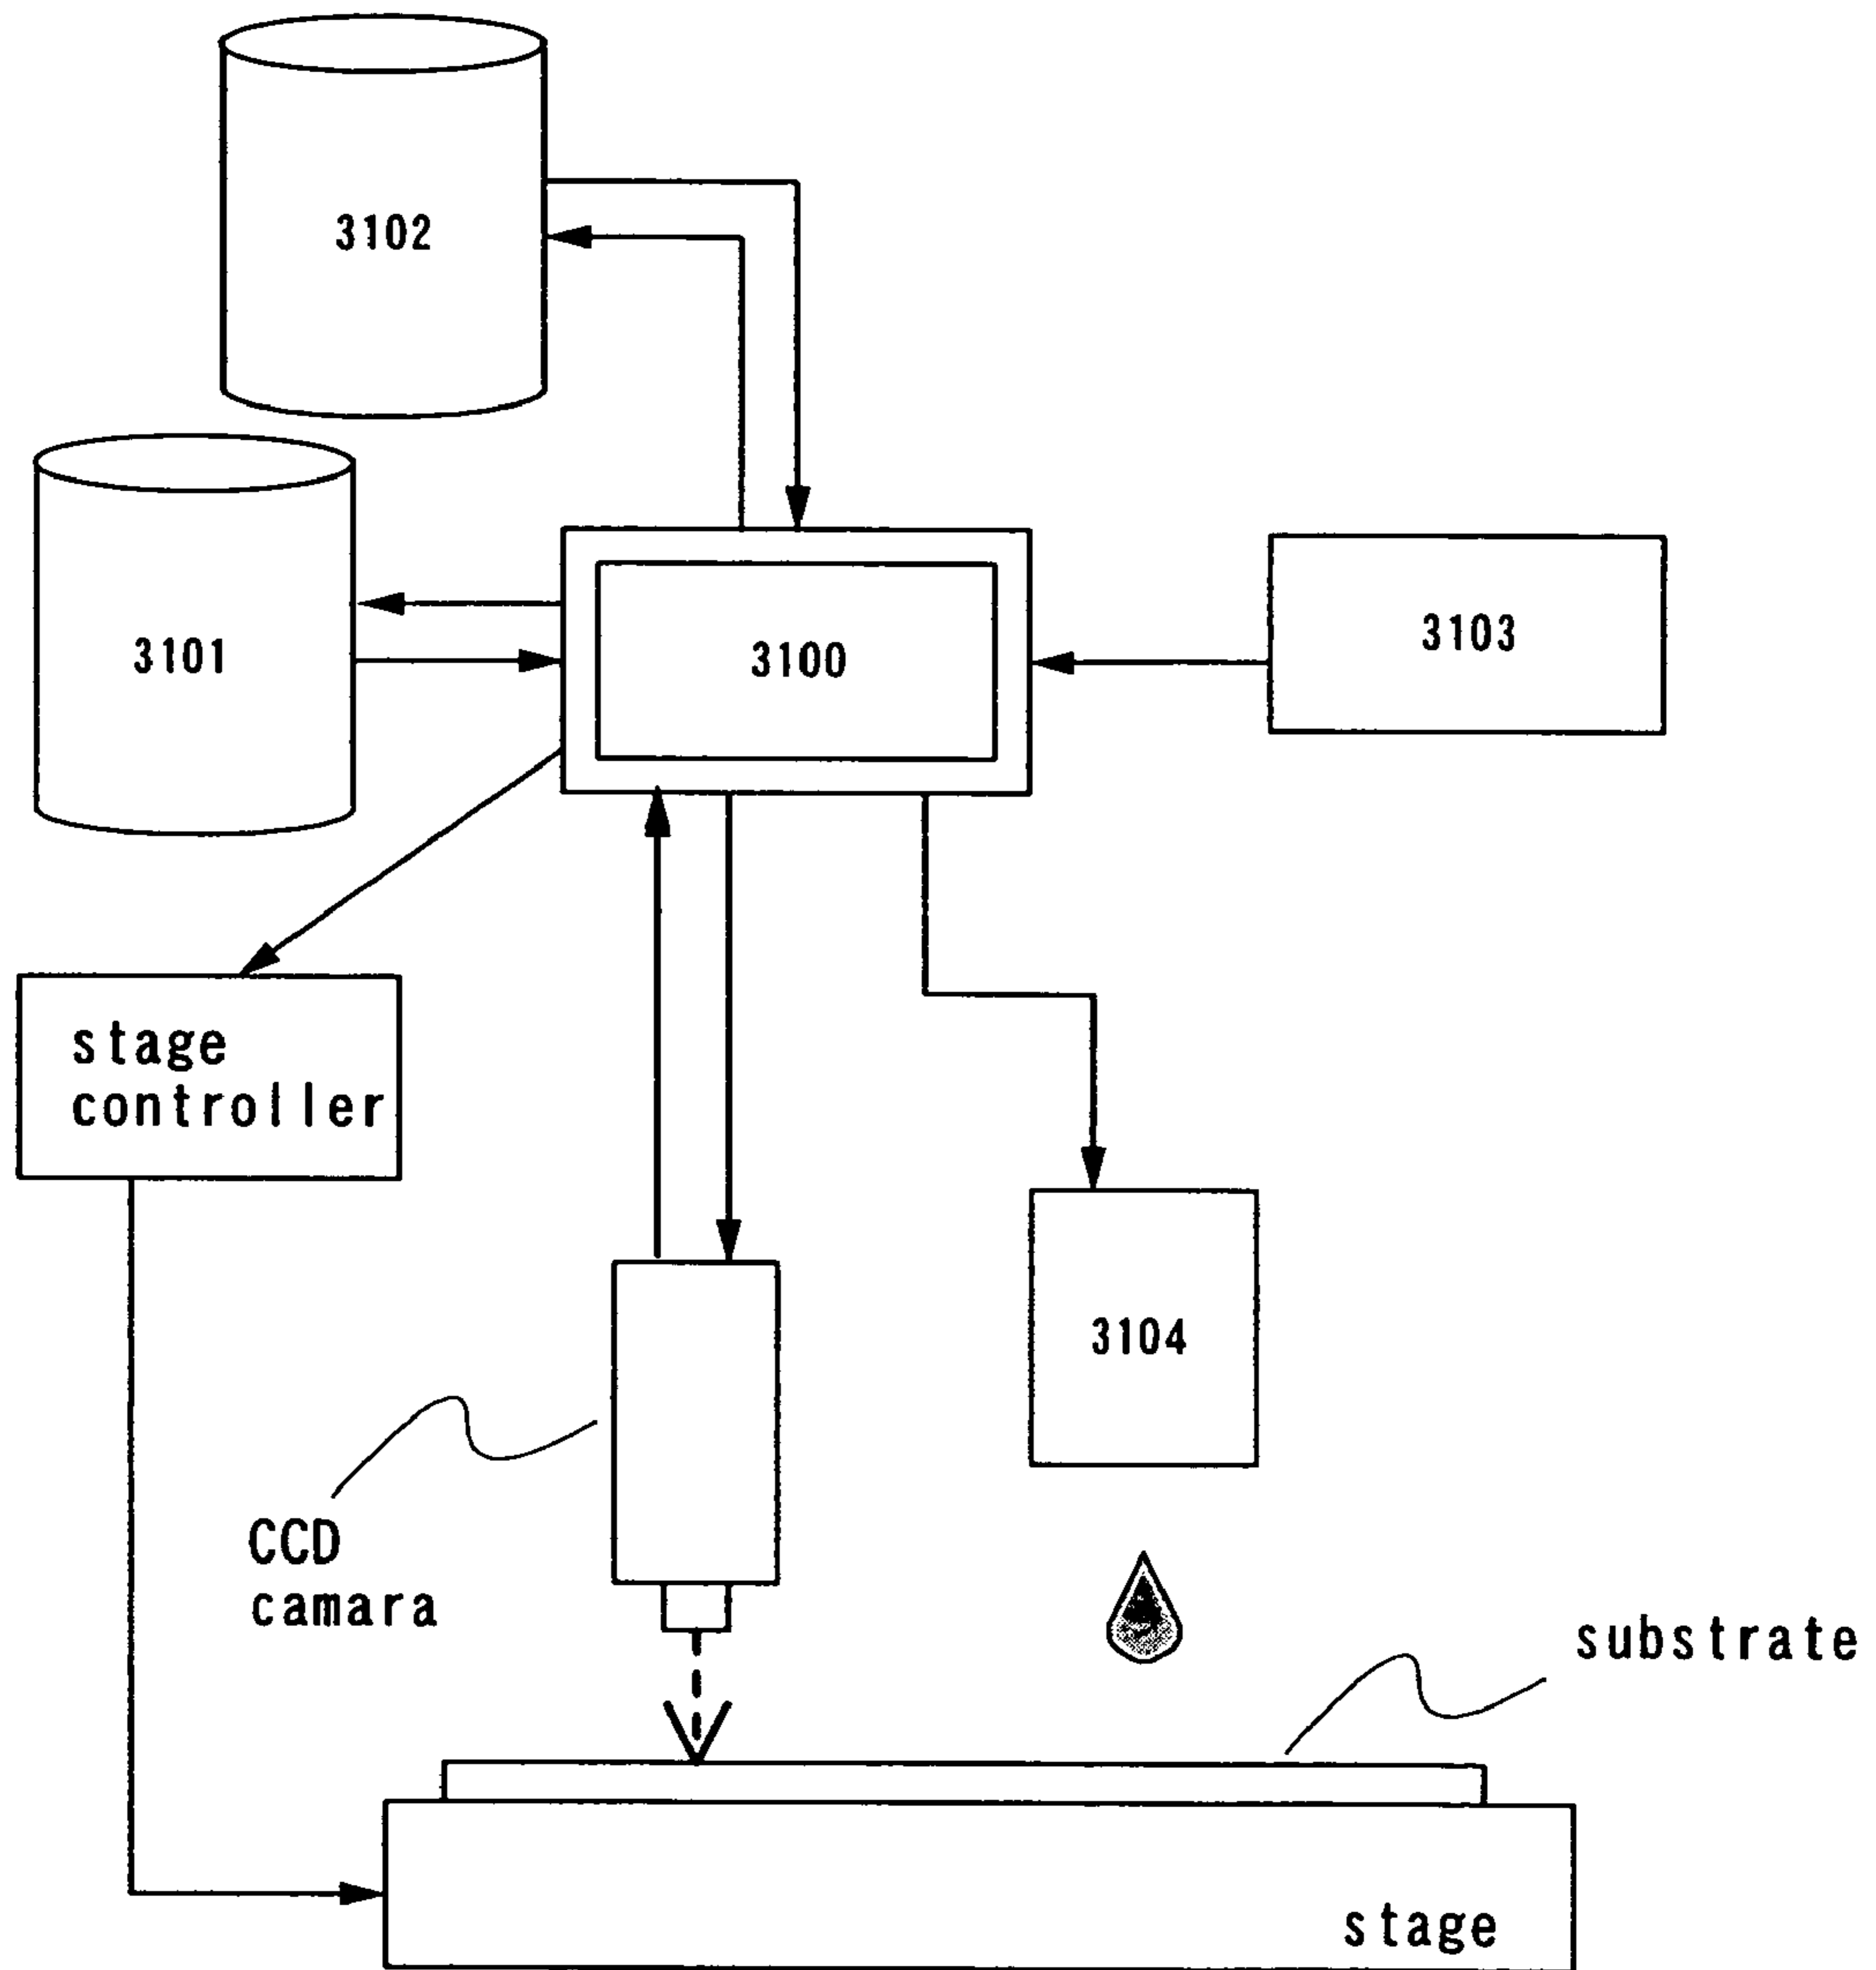 3102
3101
3100
3103
stage
controller
3104
CCD
camara
substrate
stage